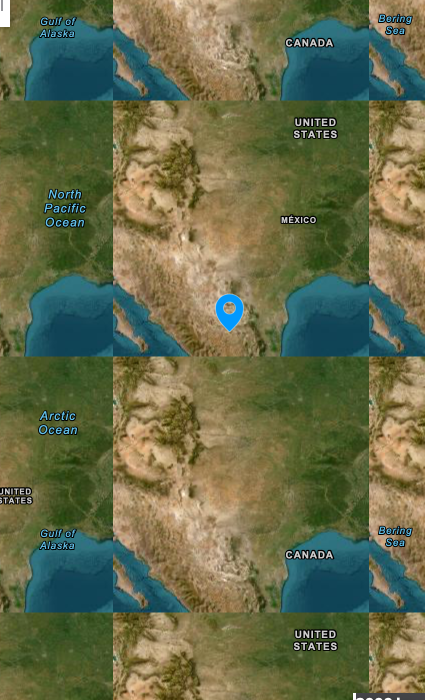 Gulf of
Alaska
CANADA
Bering
Sea
UNITED
STATES
North
Pacific
Ocean
MÉXICO
Arctic
Ocean
UNITED
STATES
Gulf of
Alaska
CANADA
Bering
Sea
UNITED
STATES